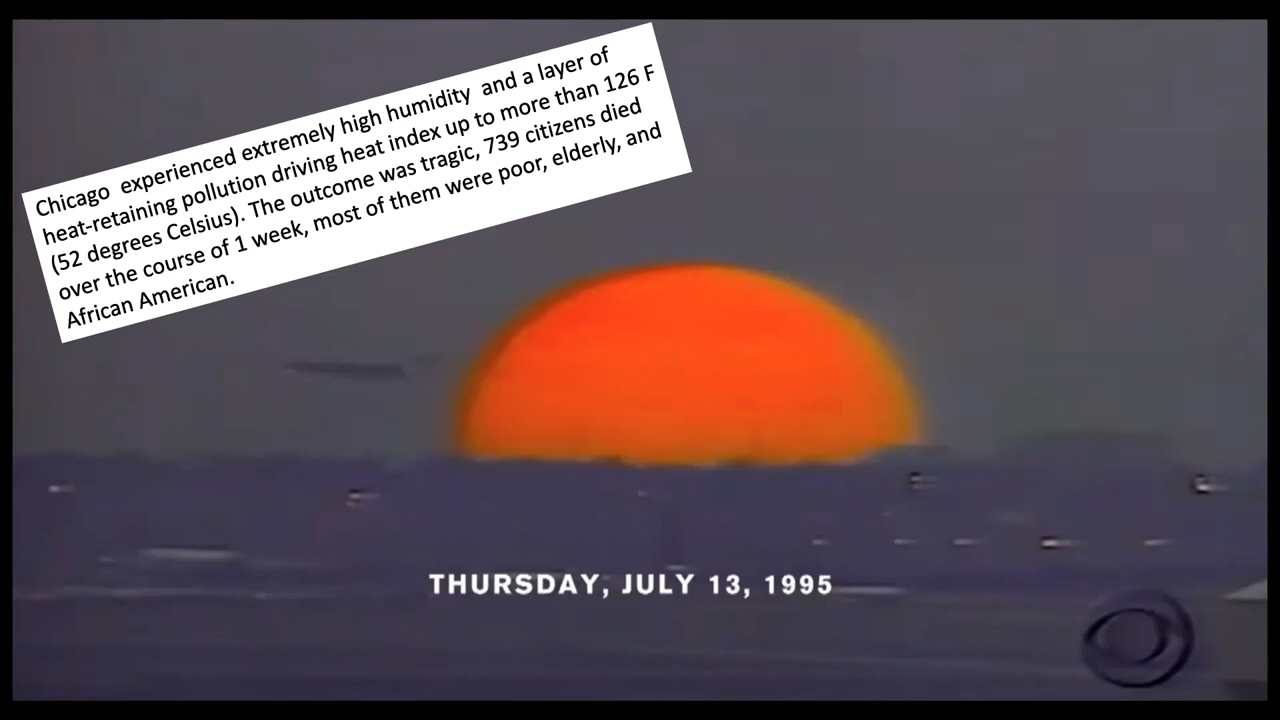 Chicago  experienced extremely high humidity  and a layer of
heat-retaining pollution driving heat index up to more than 126 F
(52 degrees Celsius). The outcome was tragic, 739 citizens died
over the course of 1 week, most of them were poor, elderly, and
African American.
THURSDAY, JULY 13, 1995